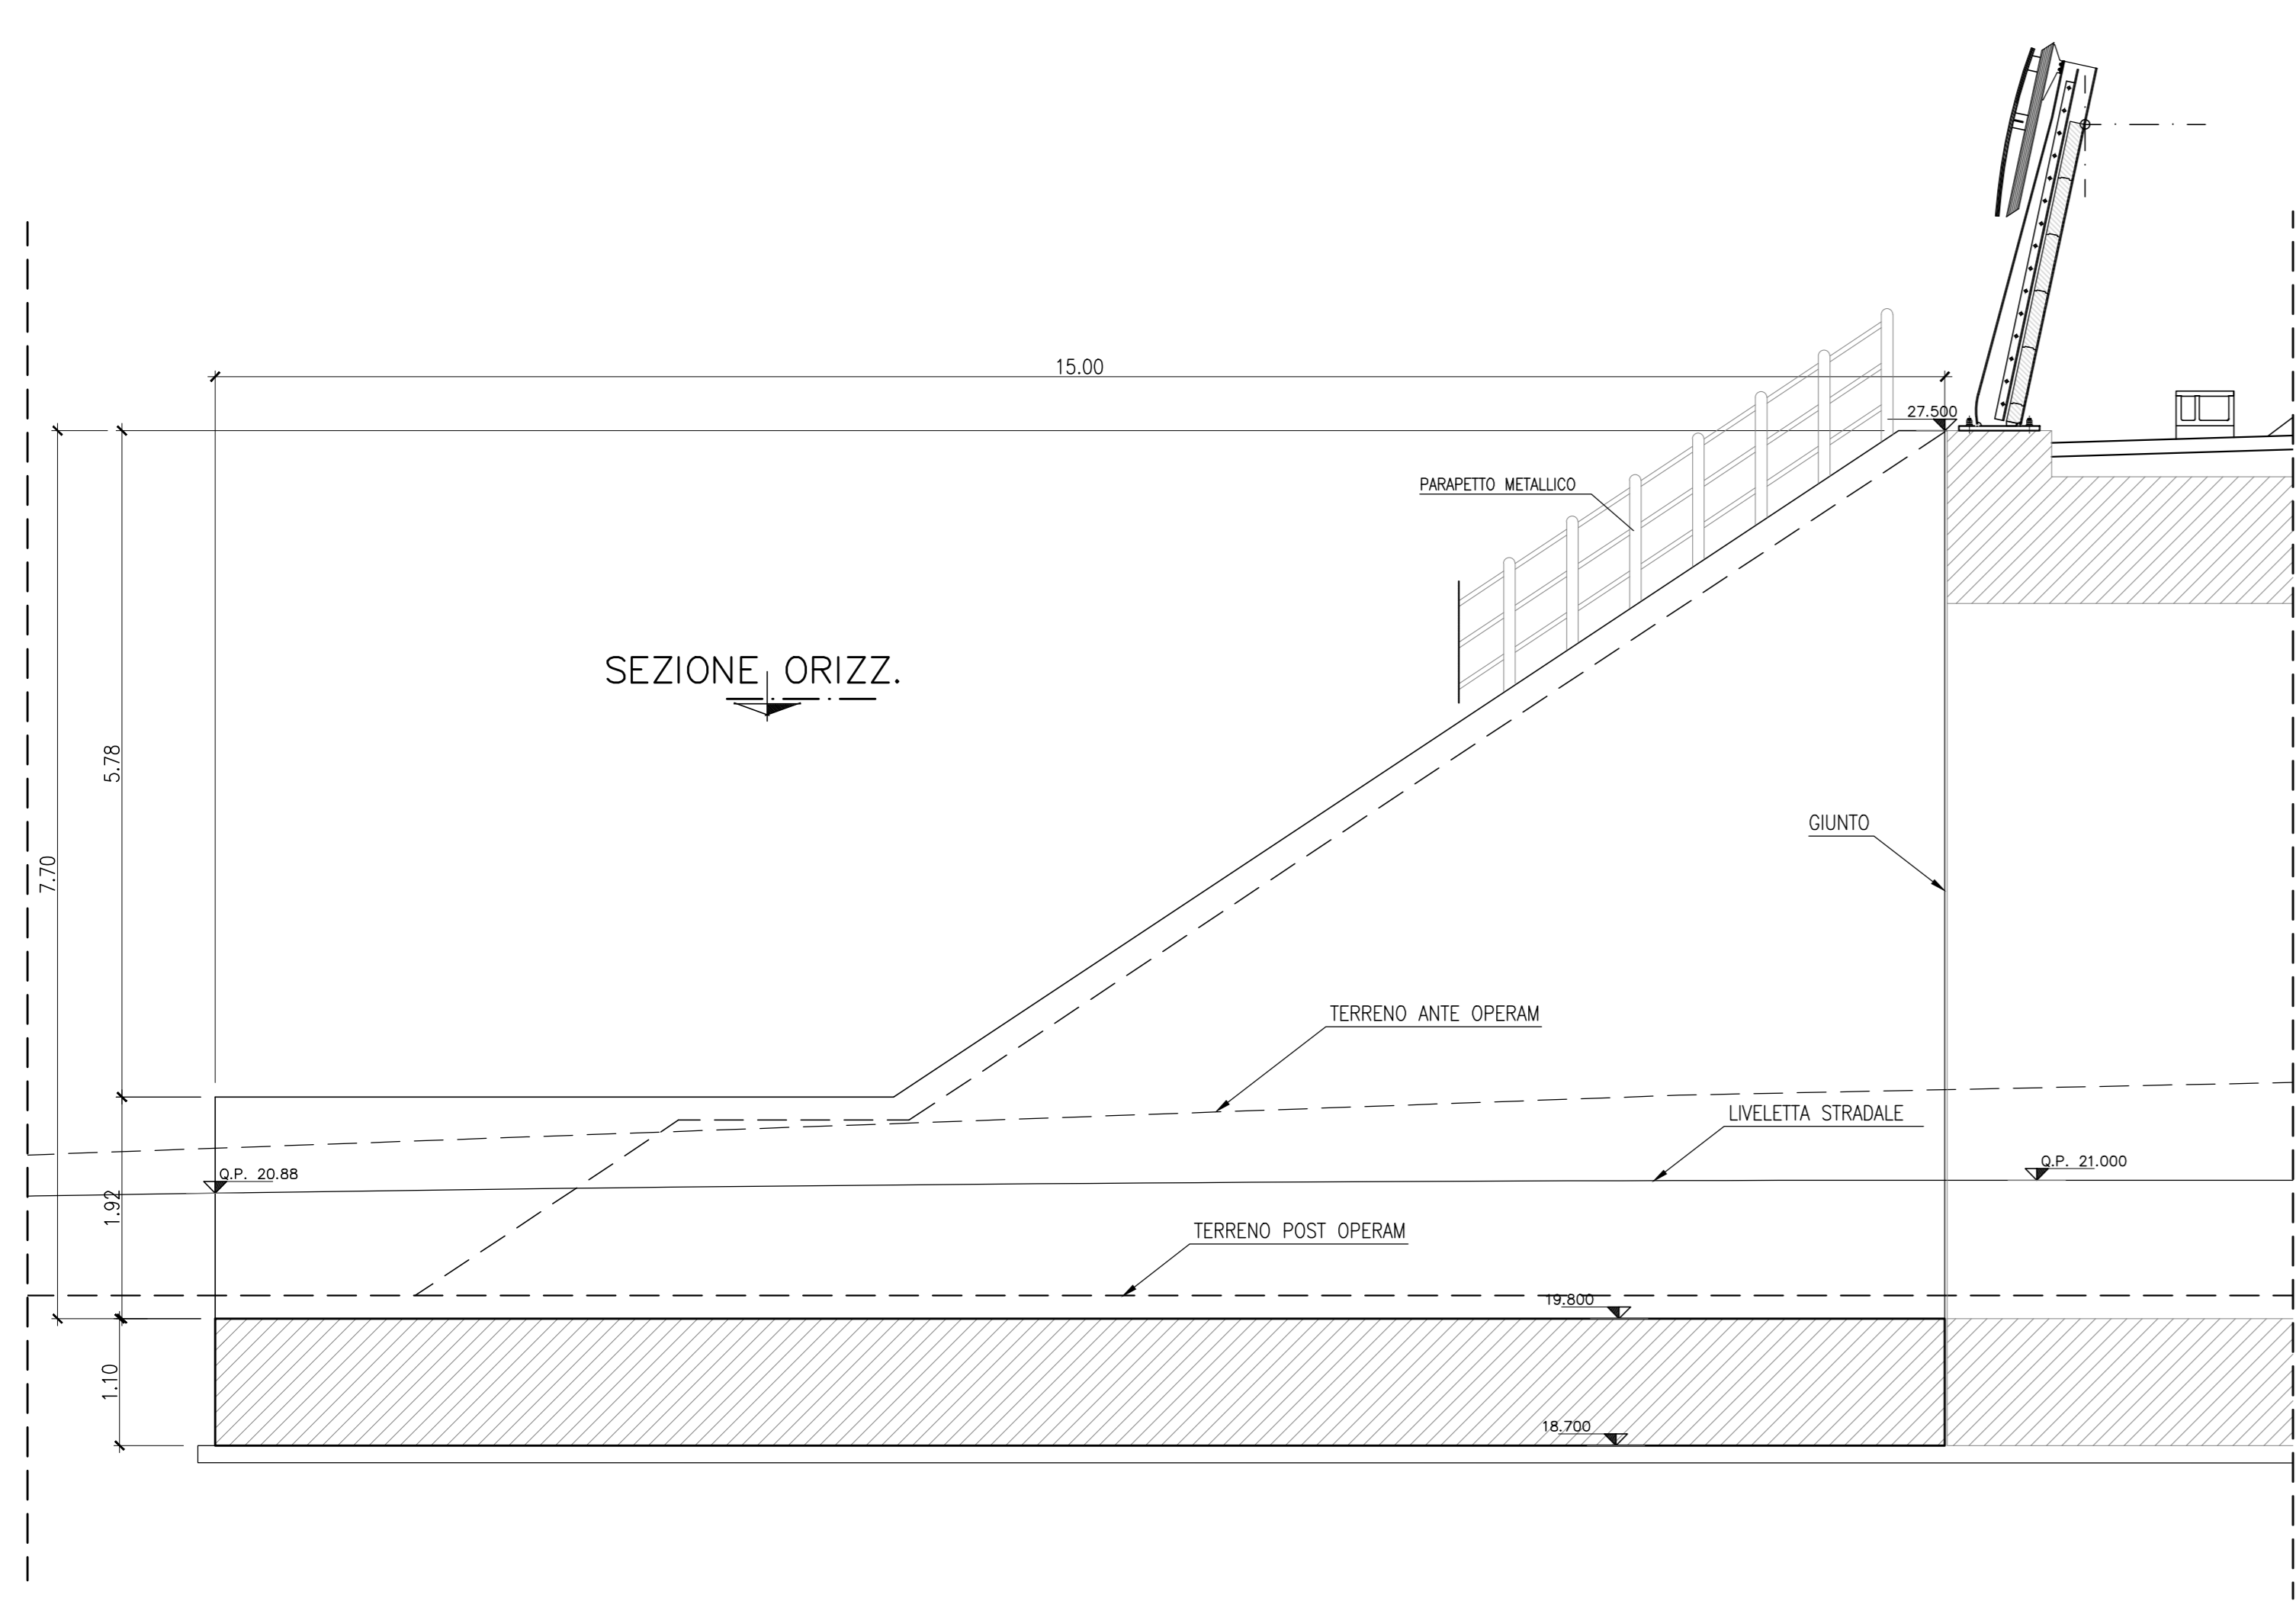 15.00
27.500
PARAPETTO METALLICO
SEZIONE ORIZZ.
5.78
GIUNTO
7.70
TERRENO ANTE OPERAM
LIVELETTA STRADALE
Q.P. 21.000
Q.P. 20.88
1.92
TERRENO POST OPERAM
19.800
1.10
18.700